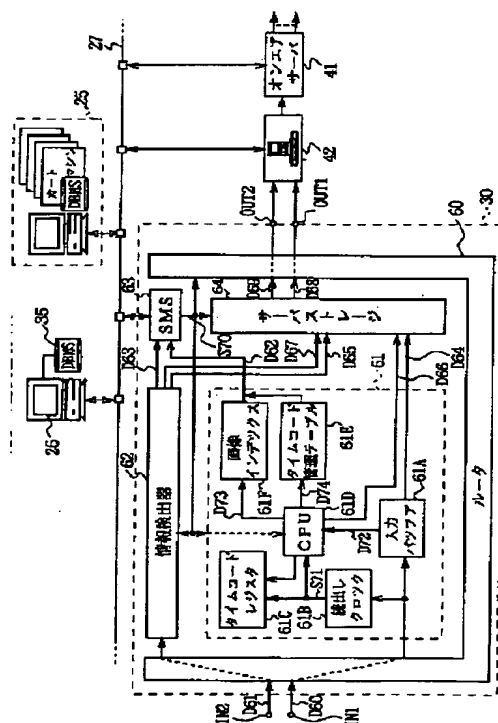 27
25
カート
マシン
DBMS
オンエア
サーバ
41
42
OUT2
OUT1
30
60
35
DBMS
26
63
SMS
64
サーバストレージ
D69
D68
S70
D63
D62
D67
D65
61
62
情報検出器
画像
インデックス
61F
タイムコード
管理テーブル
61E
D73
D74
CPU
61D
D66
D64
タイムコード
レジスタ
61C
61B
S71
読出し
クロック
D72
入力
バッファ
61A
ルータ
IN2
D61
D60
IN1